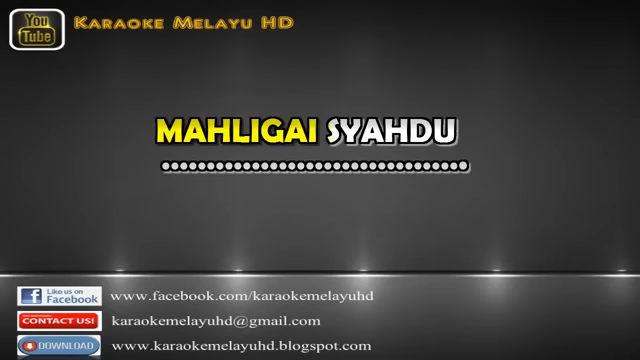 You Tube
KARAOKE MELAYU HD
MAHLIGAI SYAHDU
Like us on
Facebook
www.facebook.com/karaokemelayuhd
CONTACT US!
karaokemelayuhd@gmail.com
DOWNLOAD
www.karaokemelayuhd.blogspot.com